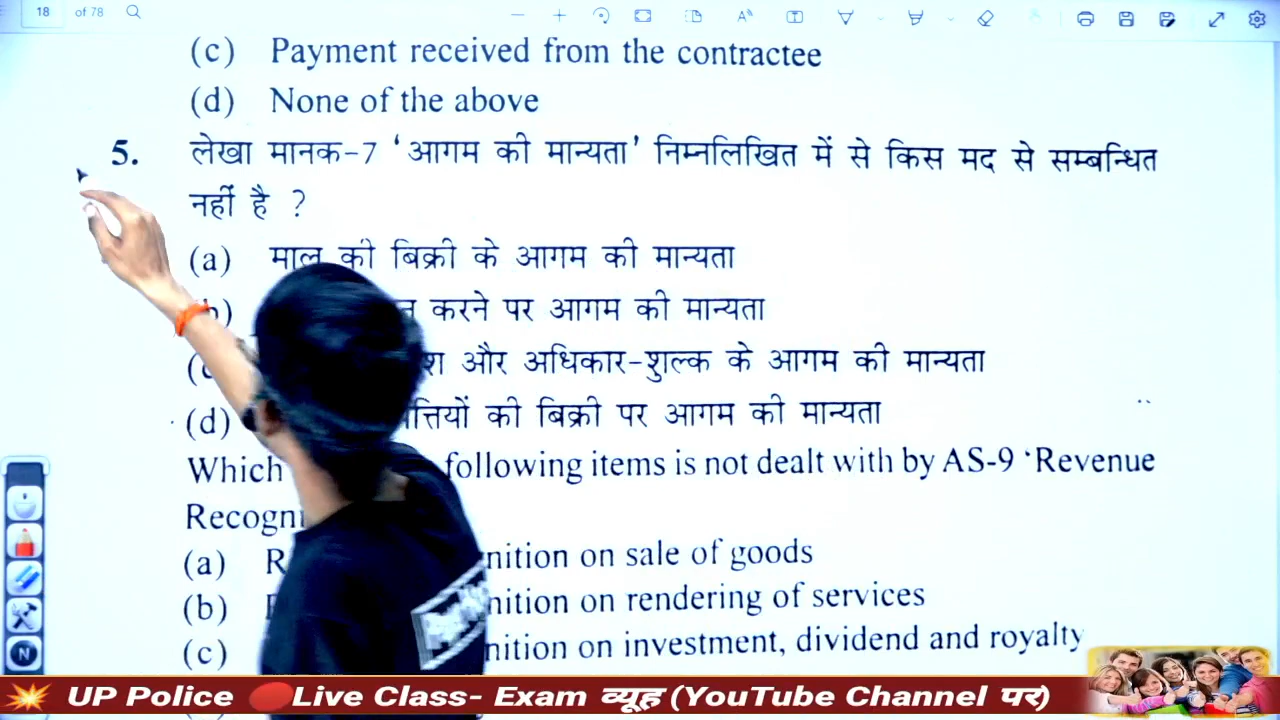 18 of 78
(c) Payment received from the contractee
(d) None of the above
5. लेखा मानक-7 ‘आगम की मान्यता’ निम्नलिखित में से किस मद से सम्बन्धित
नहीं है ?
(a) माल की बिक्री के आगम की मान्यता
करने पर आगम की मान्यता
और अधिकार-शुल्क के आगम की मान्यता
(d) की बिक्री पर आगम की मान्यता
Which following items is not dealt with by AS-9 ‘Revenue
(a) on sale of goods
(b) on rendering of services
(c) on investment, dividend and royalty
UP Police Live Class- Exam व्यूह (YouTube Channel पर)